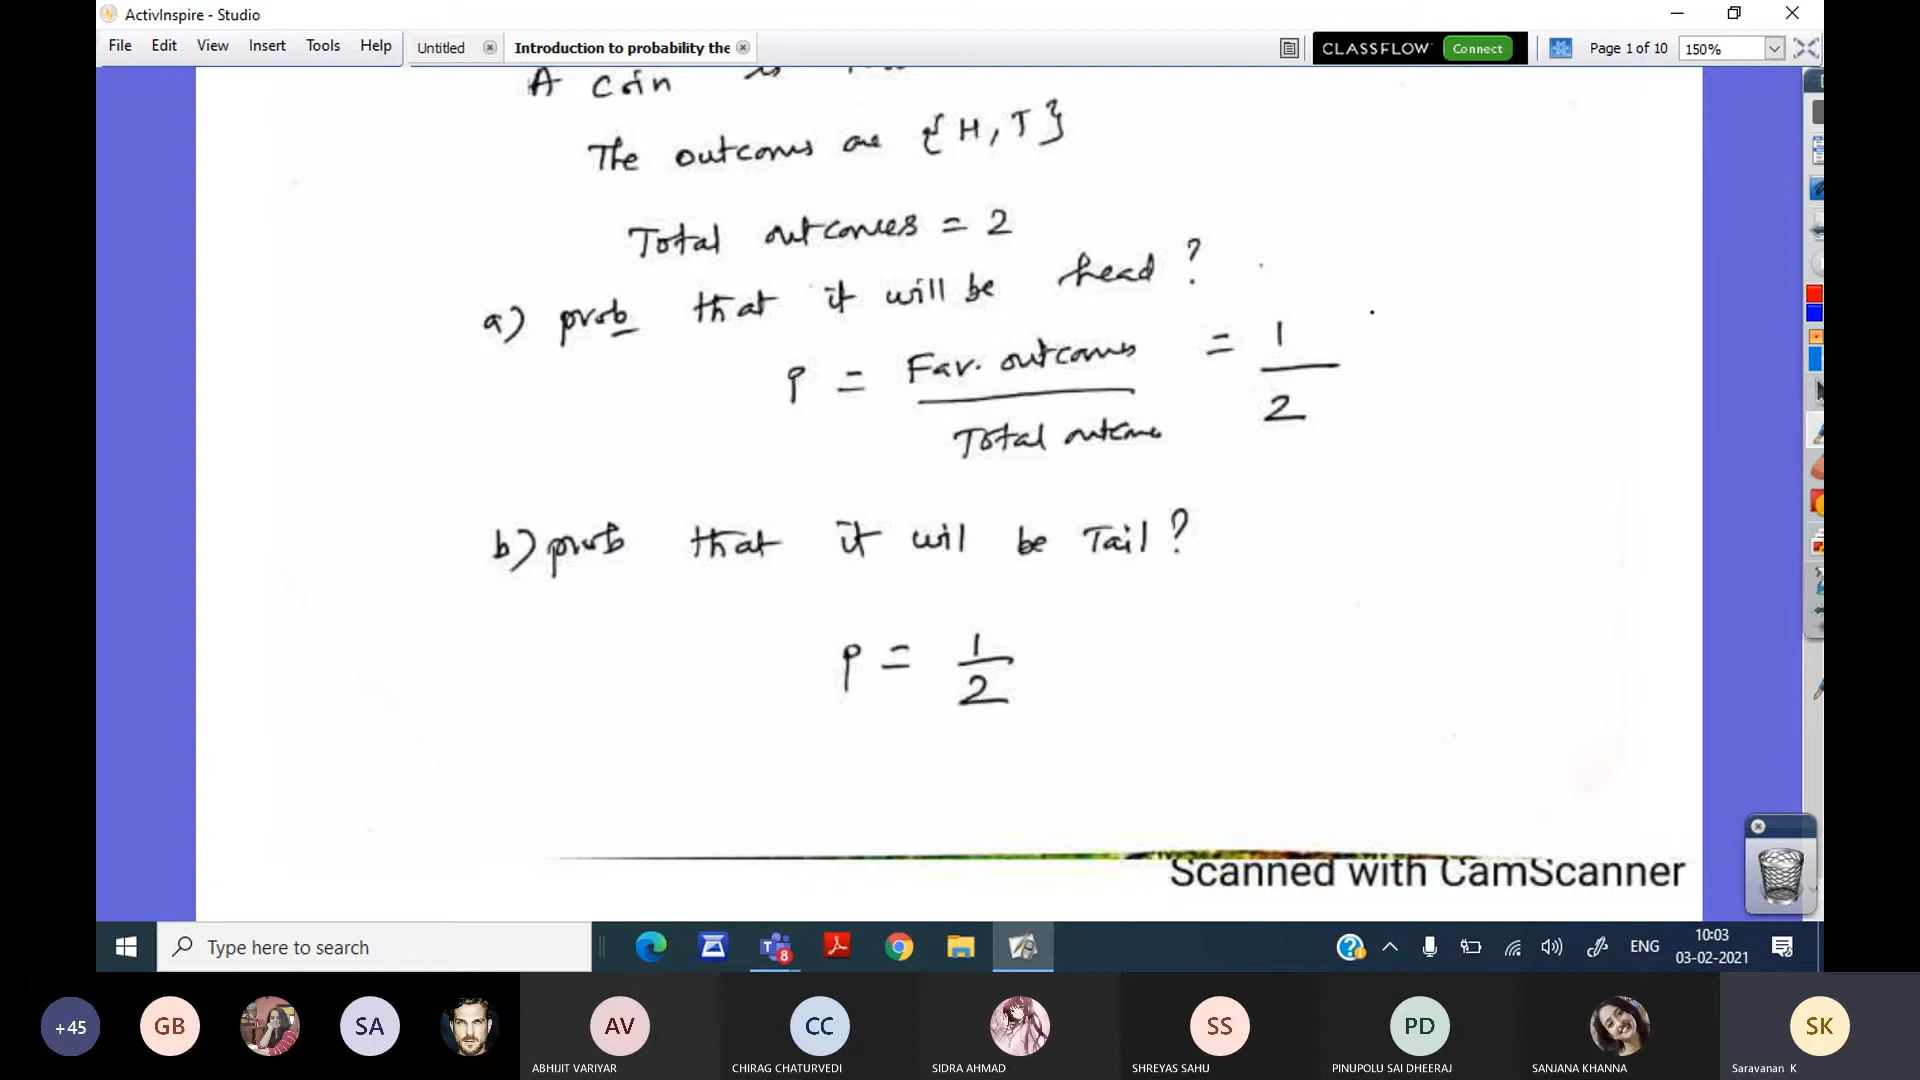 ActivInspire - Studio
File Edit View Insert Tools Help
Untitled
Introduction to probability the
CLASSFLOW Connect
Page 1 of 10
150%
A coin is
The outcomes are {H, T}
Total outcomes = 2
a) prob that it will be head?
P = Fav. outcomes / Total outcome = 1/2
b) prob that it will be Tail?
P = 1/2
Scanned with CamScanner
Type here to search
8
ENG
10:03
03-02-2021
+45
GB
SA
AV
CC
SS
PD
SK
ABHIJIT VARIYAR
CHIRAG CHATURVEDI
SIDRA AHMAD
SHREYAS SAHU
PINUPOLU SAI DHEERAJ
SANJANA KHANNA
Saravanan K